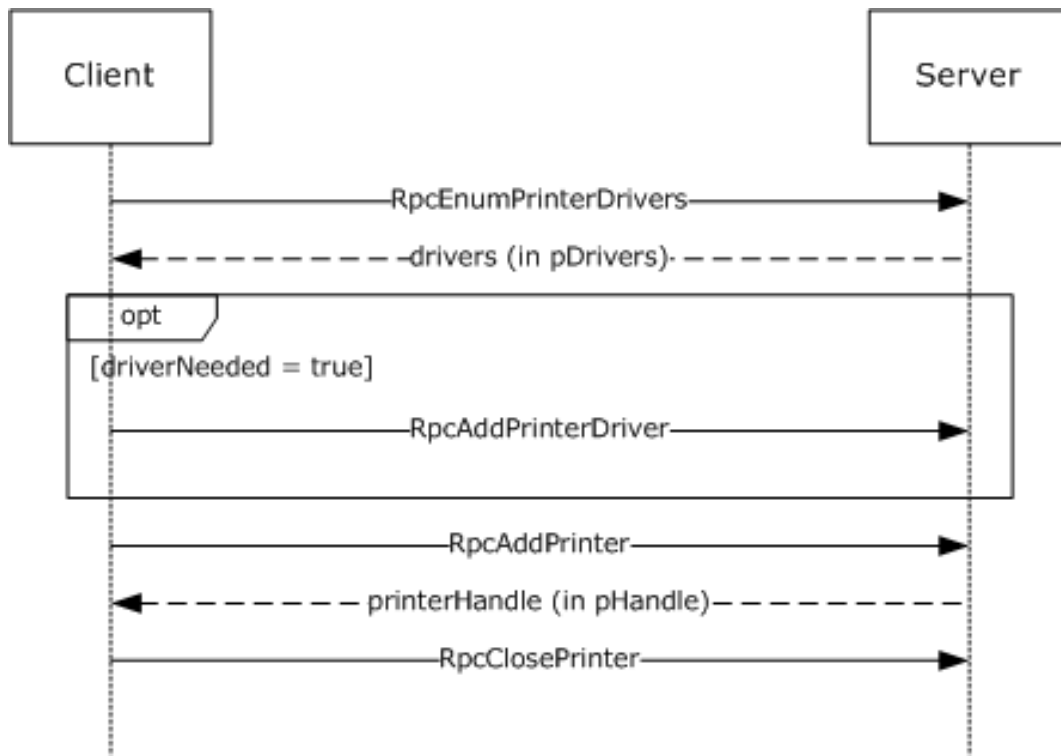 Client
Server
RpcEnumPrinterDrivers
drivers (in pDrivers)
opt
[driverNeeded = true]
RpcAddPrinterDriver
RpcAddPrinter
printerHandle (in pHandle)
RpcClosePrinter